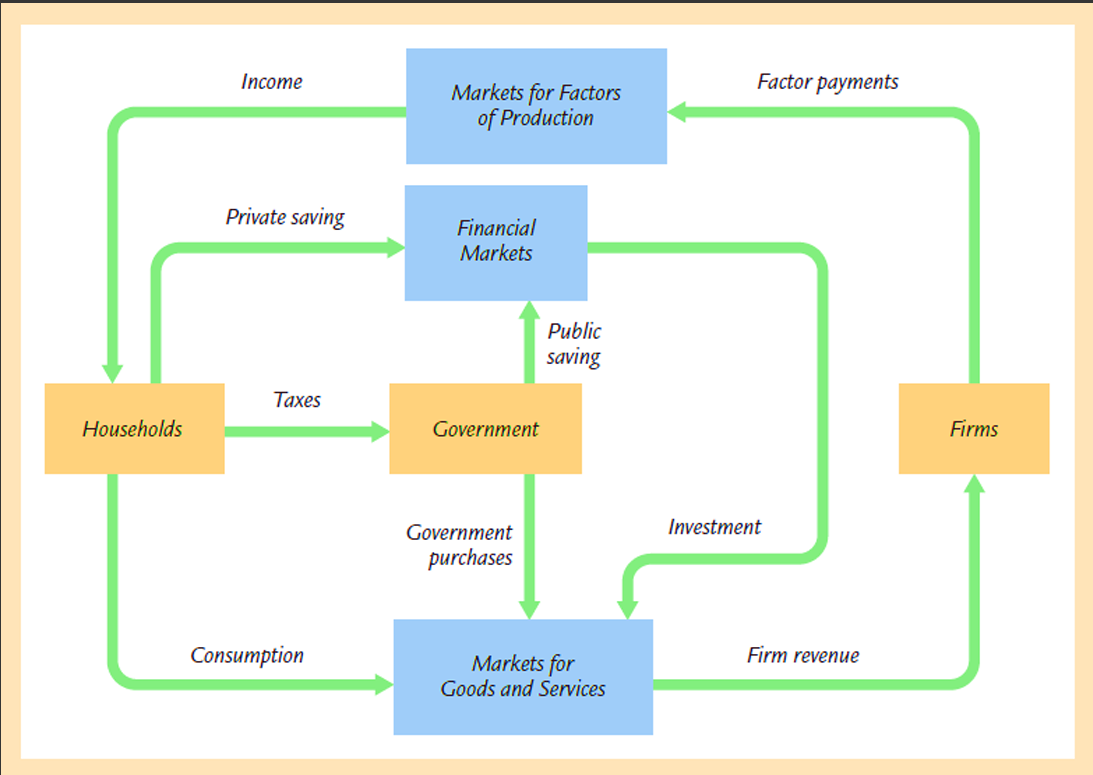 Income
Markets for Factors
of Production
Factor payments
Private saving
Financial
Markets
Public
saving
Households
Taxes
Government
Firms
Government
purchases
Investment
Consumption
Markets for
Goods and Services
Firm revenue